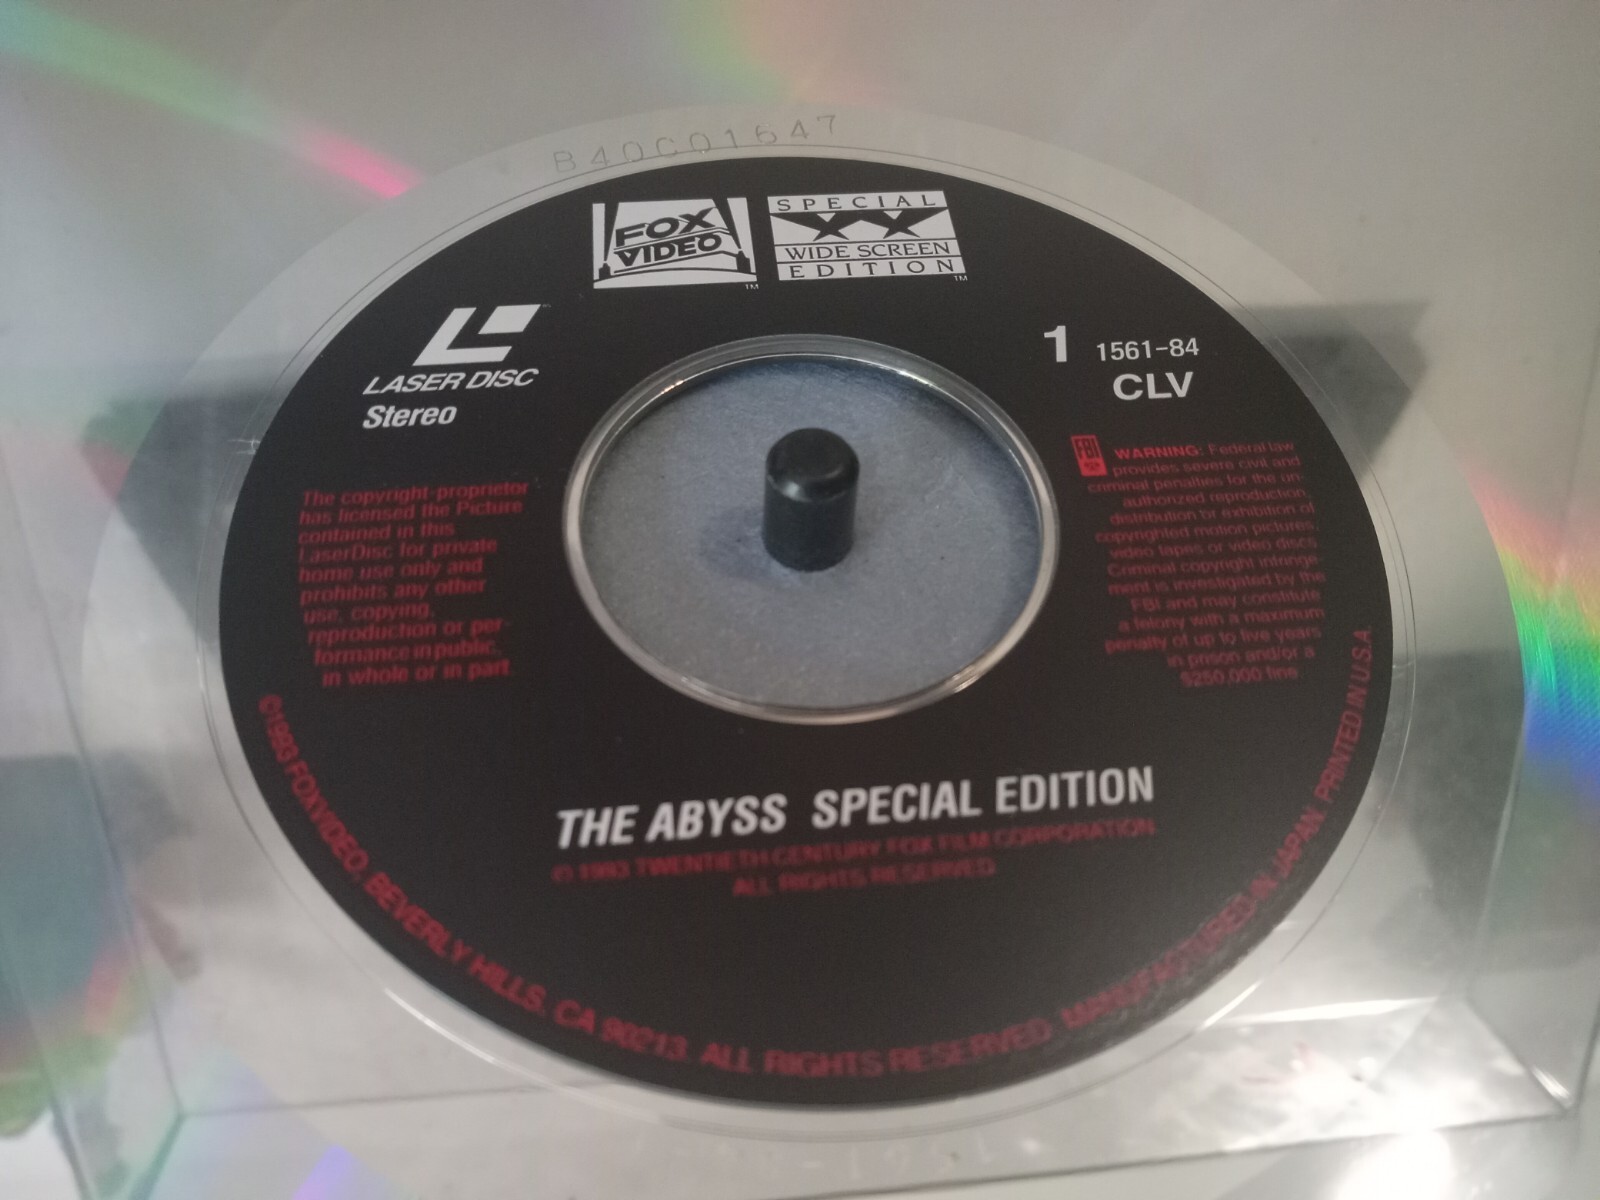 B40C01647
FOX
VIDEO
TM
SPECIAL
WIDE SCREEN
EDITION
TM
LASER DISC
Stereo
1 1561-84
CLV
The copyright-proprietor
has licensed the Picture
contained in this
LaserDisc for private
home use only and
prohibits any other
use, copying,
reproduction or per-
formance in public,
in whole or in part.
FBI
WARNING: Federal law
provides severe civil and
criminal penalties for the un-
authorized reproduction,
distribution or exhibition of
copyrighted motion pictures,
video tapes or video discs.
Criminal copyright infringe
ment is investigated by the
FBI and may constitute
a felony with a maximum
penalty of up to five years
in prison and/or a
$250,000 fine
THE ABYSS SPECIAL EDITION
© 1993 TWENTIETH CENTURY FOX FILM CORPORATION
ALL RIGHTS RESERVED.
©1993 FOXVIDEO, BEVERLY HILLS, CA 90213. ALL RIGHTS RESERVED. MANUFACTURED IN JAPAN. PRINTED IN U.S.A.